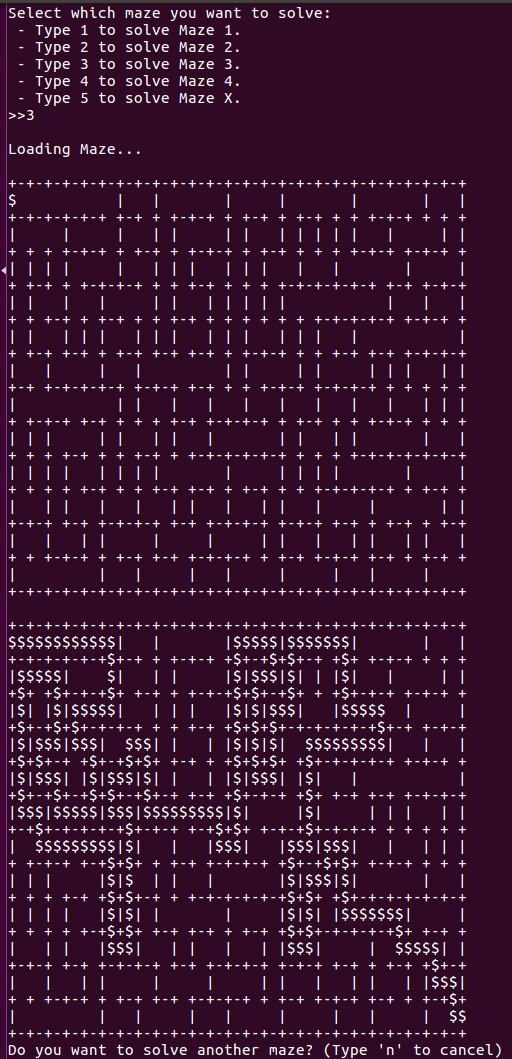 Select which maze you want to solve:
- Type 1 to solve Maze 1.
- Type 2 to solve Maze 2.
- Type 3 to solve Maze 3.
- Type 4 to solve Maze 4.
- Type 5 to solve Maze X.
>>3
Loading Maze...
Do you want to solve another maze? (Type 'n' to cancel)